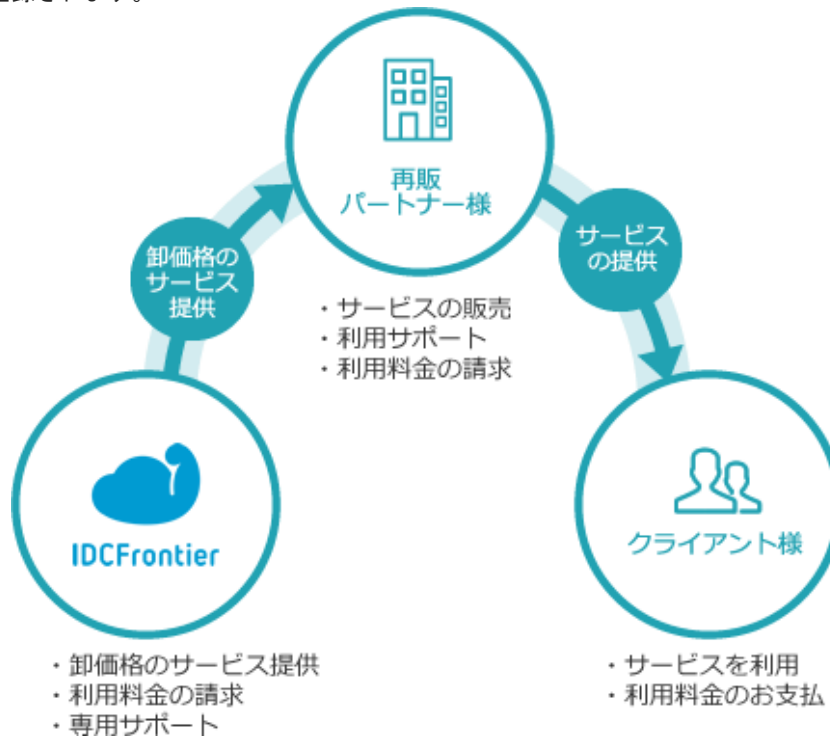 再販
パートナー様
卸価格の
サービス
提供
サービス
の提供
・サービスの販売
・利用サポート
・利用料金の請求
IDCFrontier
クライアント様
・卸価格のサービス提供
・利用料金の請求
・専用サポート
・サービスを利用
・利用料金のお支払